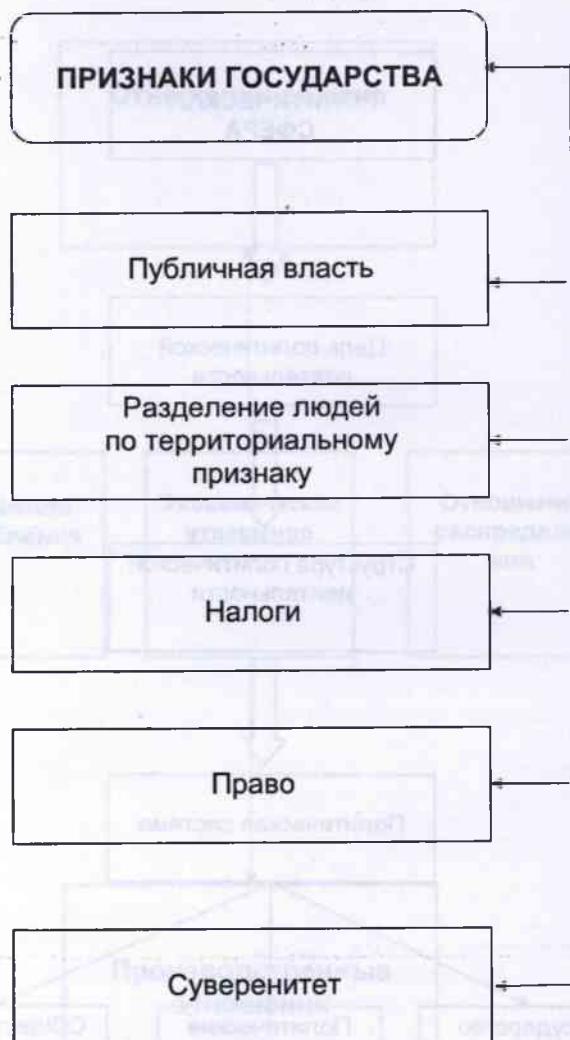 ПРИЗНАКИ ГОСУДАРСТВА
Публичная власть
Разделение людей
по территориальному
признаку
Налоги
Право
Суверенитет